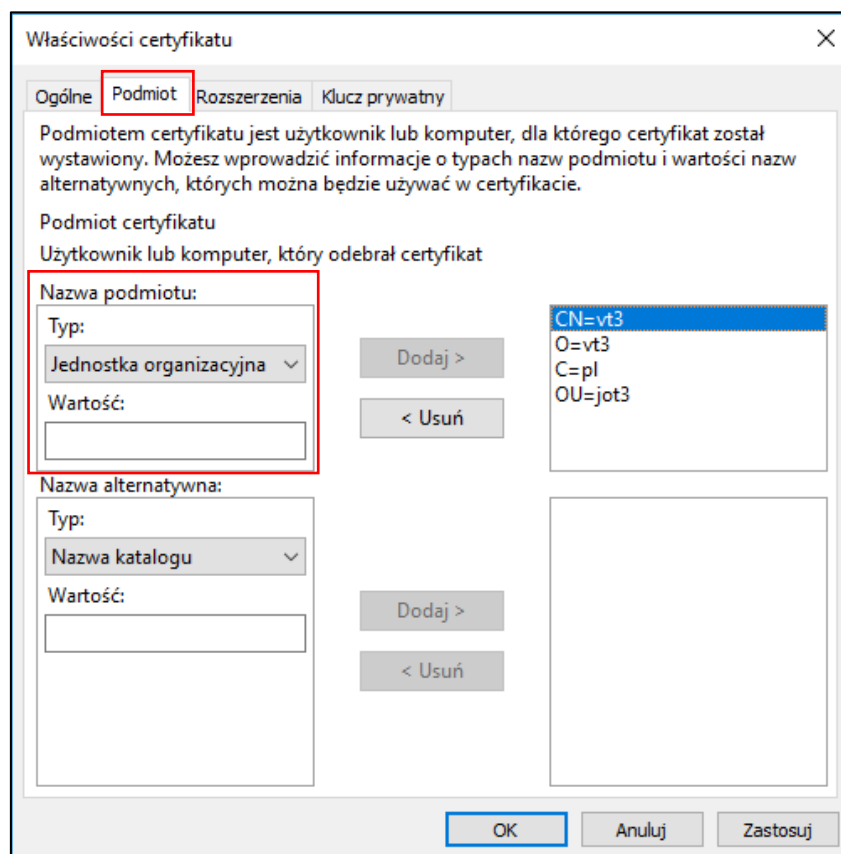 Właściwości certyfikatu
Ogólne Podmiot Rozszerzenia Klucz prywatny
Podmiotem certyfikatu jest użytkownik lub komputer, dla którego certyfikat został
wystawiony. Możesz wprowadzić informacje o typach nazw podmiotu i wartości nazw
alternatywnych, których można będzie używać w certyfikacie.
Podmiot certyfikatu
Użytkownik lub komputer, który odebrał certyfikat
Nazwa podmiotu:
Typ:
Jednostka organizacyjna
Wartość:
Dodaj >
< Usuń
CN=vt3
O=vt3
C=pl
OU=jot3
Nazwa alternatywna:
Typ:
Nazwa katalogu
Wartość:
Dodaj >
< Usuń
OK Anuluj Zastosuj